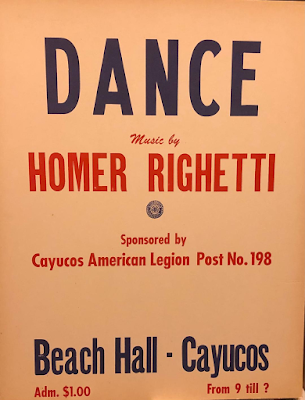 DANCE
Music by
HOMER RIGHETTI
Sponsored by
Cayucos American Legion Post No. 198
Beach Hall - Cayucos
Adm. $1.00 From 9 till ?